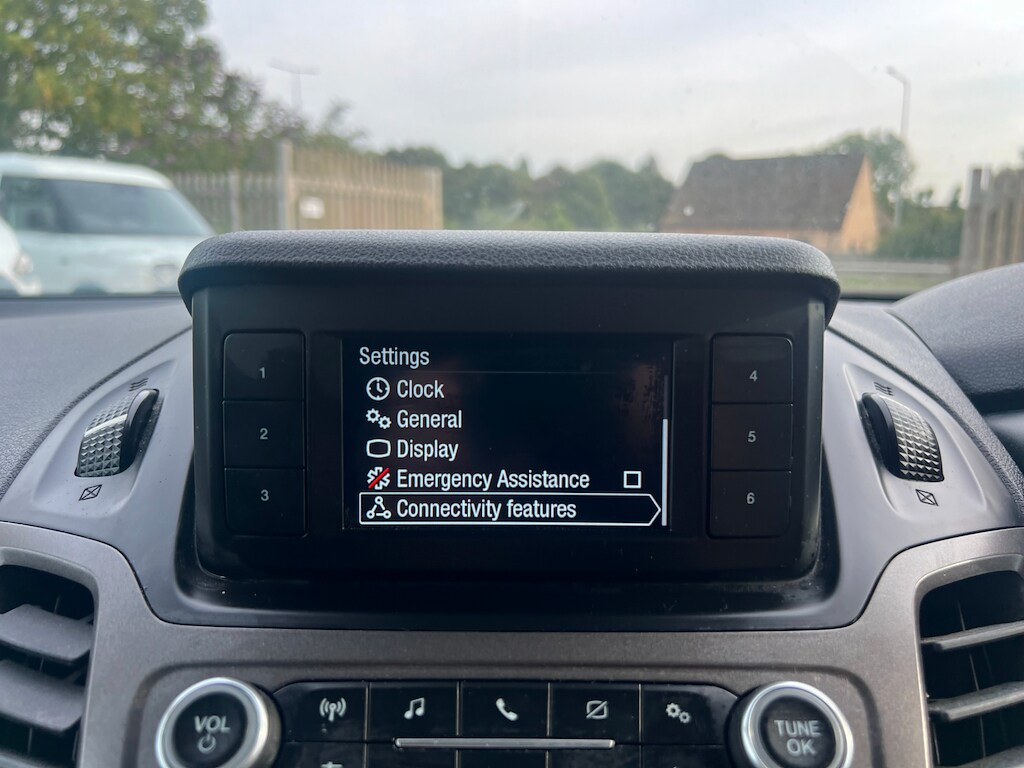 Settings
Clock
General
Display
Emergency Assistance
Connectivity features
1
2
3
4
5
6
VOL
TUNE
OK